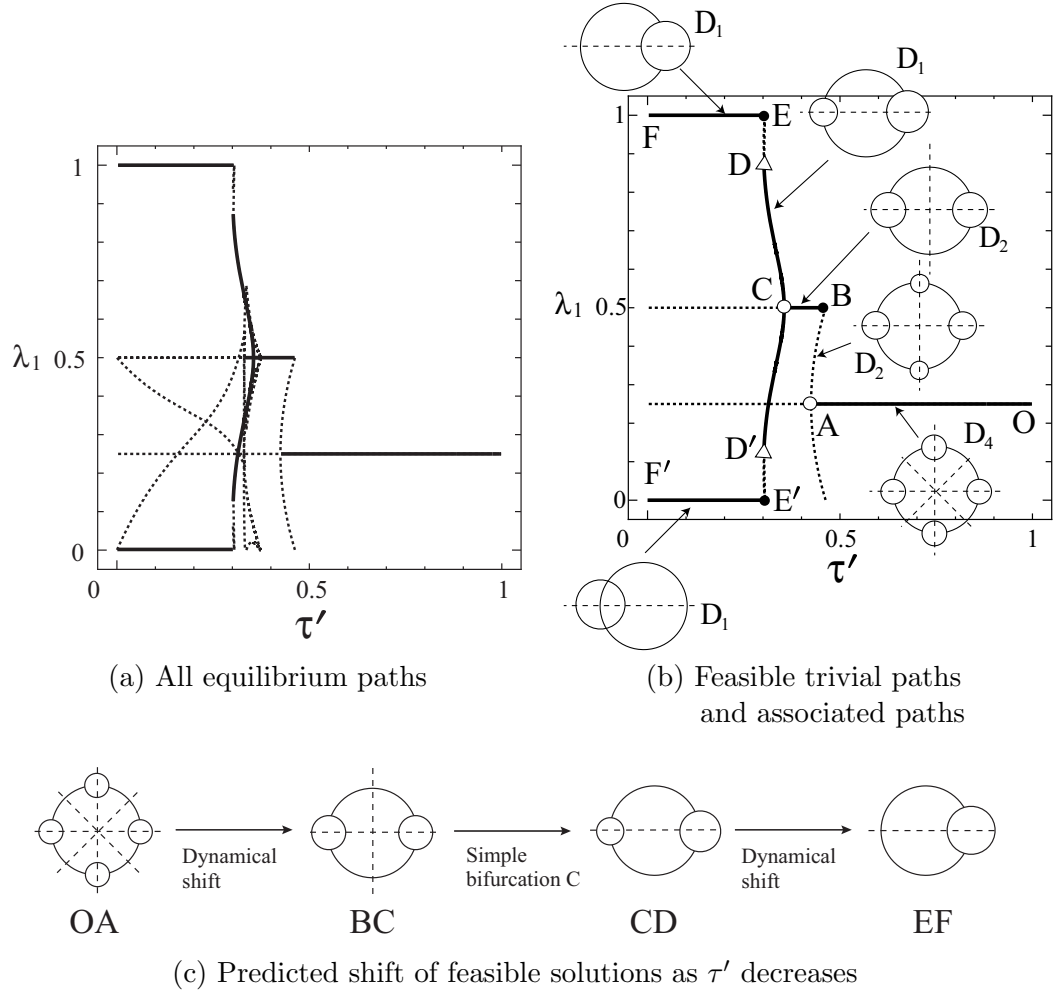 1
λ₁ 0.5
0
0
0.5
1
τ′
(a) All equilibrium paths
D₁
D₁
1
F
E
D
D₂
C
B
λ₁
0.5
D₂
A
O
D₄
D′
F′
E′
0
0
0.5
1
τ′
D₁
(b) Feasible trivial paths
and associated paths
Dynamical
shift
Simple
bifurcation C
Dynamical
shift
OA
BC
CD
EF
(c) Predicted shift of feasible solutions as τ′ decreases